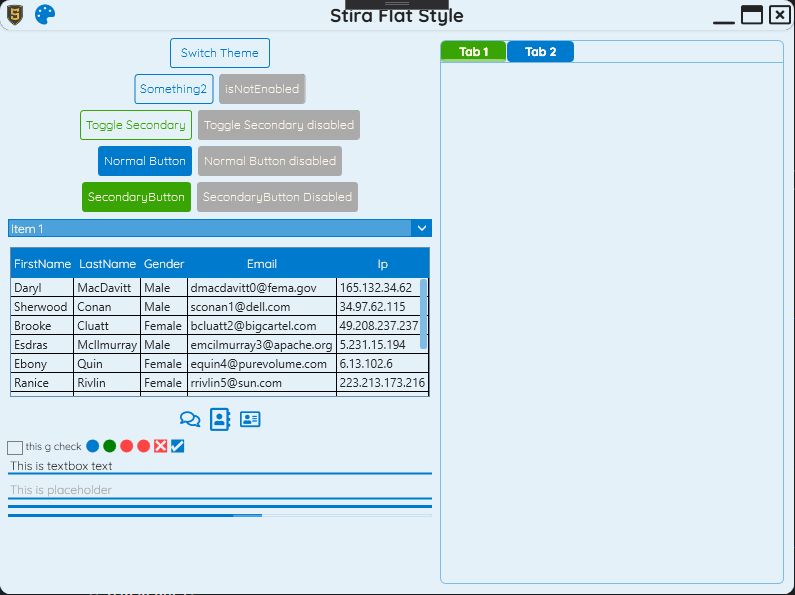 Stira Flat Style
Switch Theme
Something2 isNotEnabled
Toggle Secondary Toggle Secondary disabled
Normal Button Normal Button disabled
SecondaryButton SecondaryButton Disabled
Item 1
FirstName LastName Gender Email Ip
Daryl MacDavitt Male dmacdavitt0@fema.gov 165.132.34.62
Sherwood Conan Male sconan1@dell.com 34.97.62.115
Brooke Cluatt Female bcluatt2@bigcartel.com 49.208.237.237
Esdras McIlmurray Male emcilmurray3@apache.org 5.231.15.194
Ebony Quin Female equin4@purevolume.com 6.13.102.6
Ranice Rivlin Female rrivlin5@sun.com 223.213.173.216
this g check
This is textbox text
This is placeholder
Tab 1 Tab 2